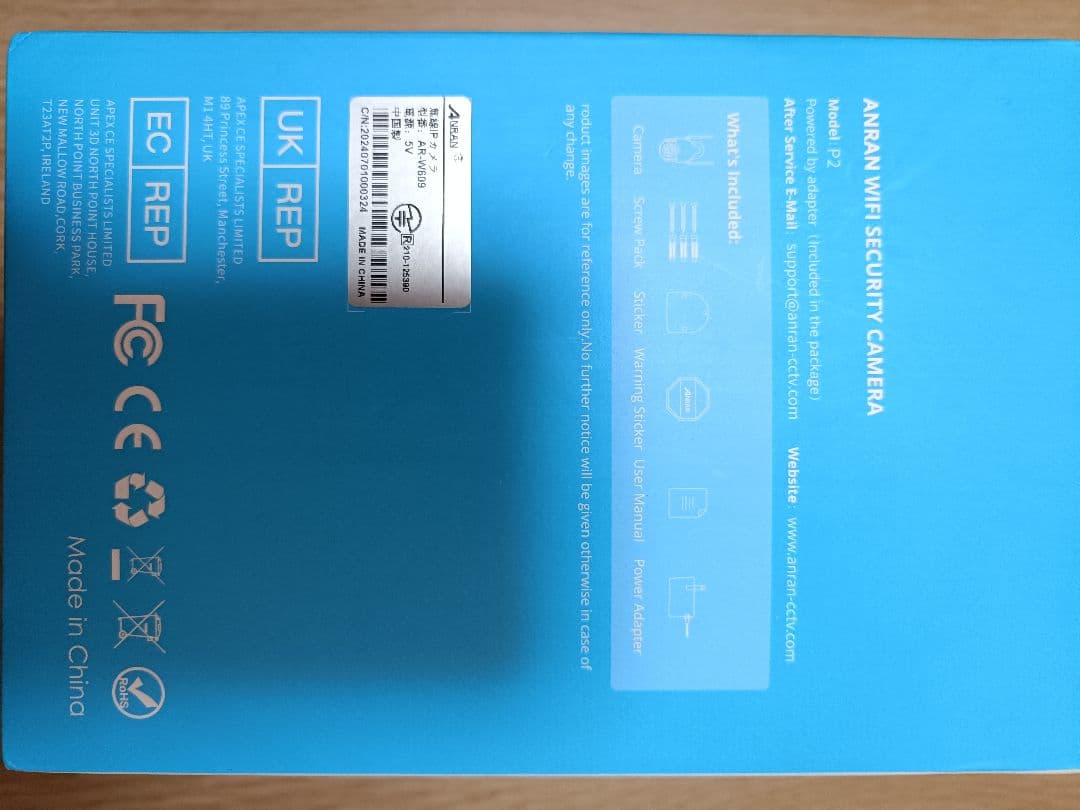 ANRAN WIFI SECURITY CAMERA
Model: P2
Powered by adapter (Uncluded in the package)
After Service E-Mail: support@anran-cctv.com Website: www.anran-cctv.com
What's Included:
ANRAN
Camera Screw Pack Sticker Warning Sticker User Manual Power Adapter
roduct images are for reference only.No further notice will be given otherwise in case of
any change.
ANRAN
無線IPカメラ
型番: AR-W609
電源: 5V
中国製
R 210-125390
C/N:20240701000324 MADE IN CHINA
UK REP
APEX CE SPECIALISTS LIMITED
89 Princess Street, Manchester,
M1 4HT, UK
EC REP
APEX CE SPECIALISTS LIMITED
UNIT 3D NORTH POINT HOUSE,
NORTH POINT BUSINESS PARK,
NEW MALLOW ROAD,CORK,
T23AT2P, IRELAND
FC CE
RoHS
Made in China